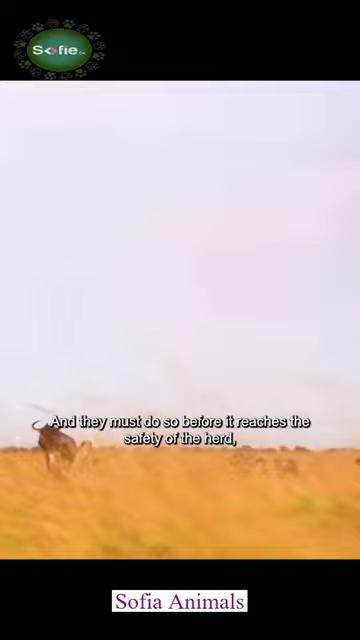 Sofie
And they must do so before it reaches the
safety of the herd,
Sofia Animals